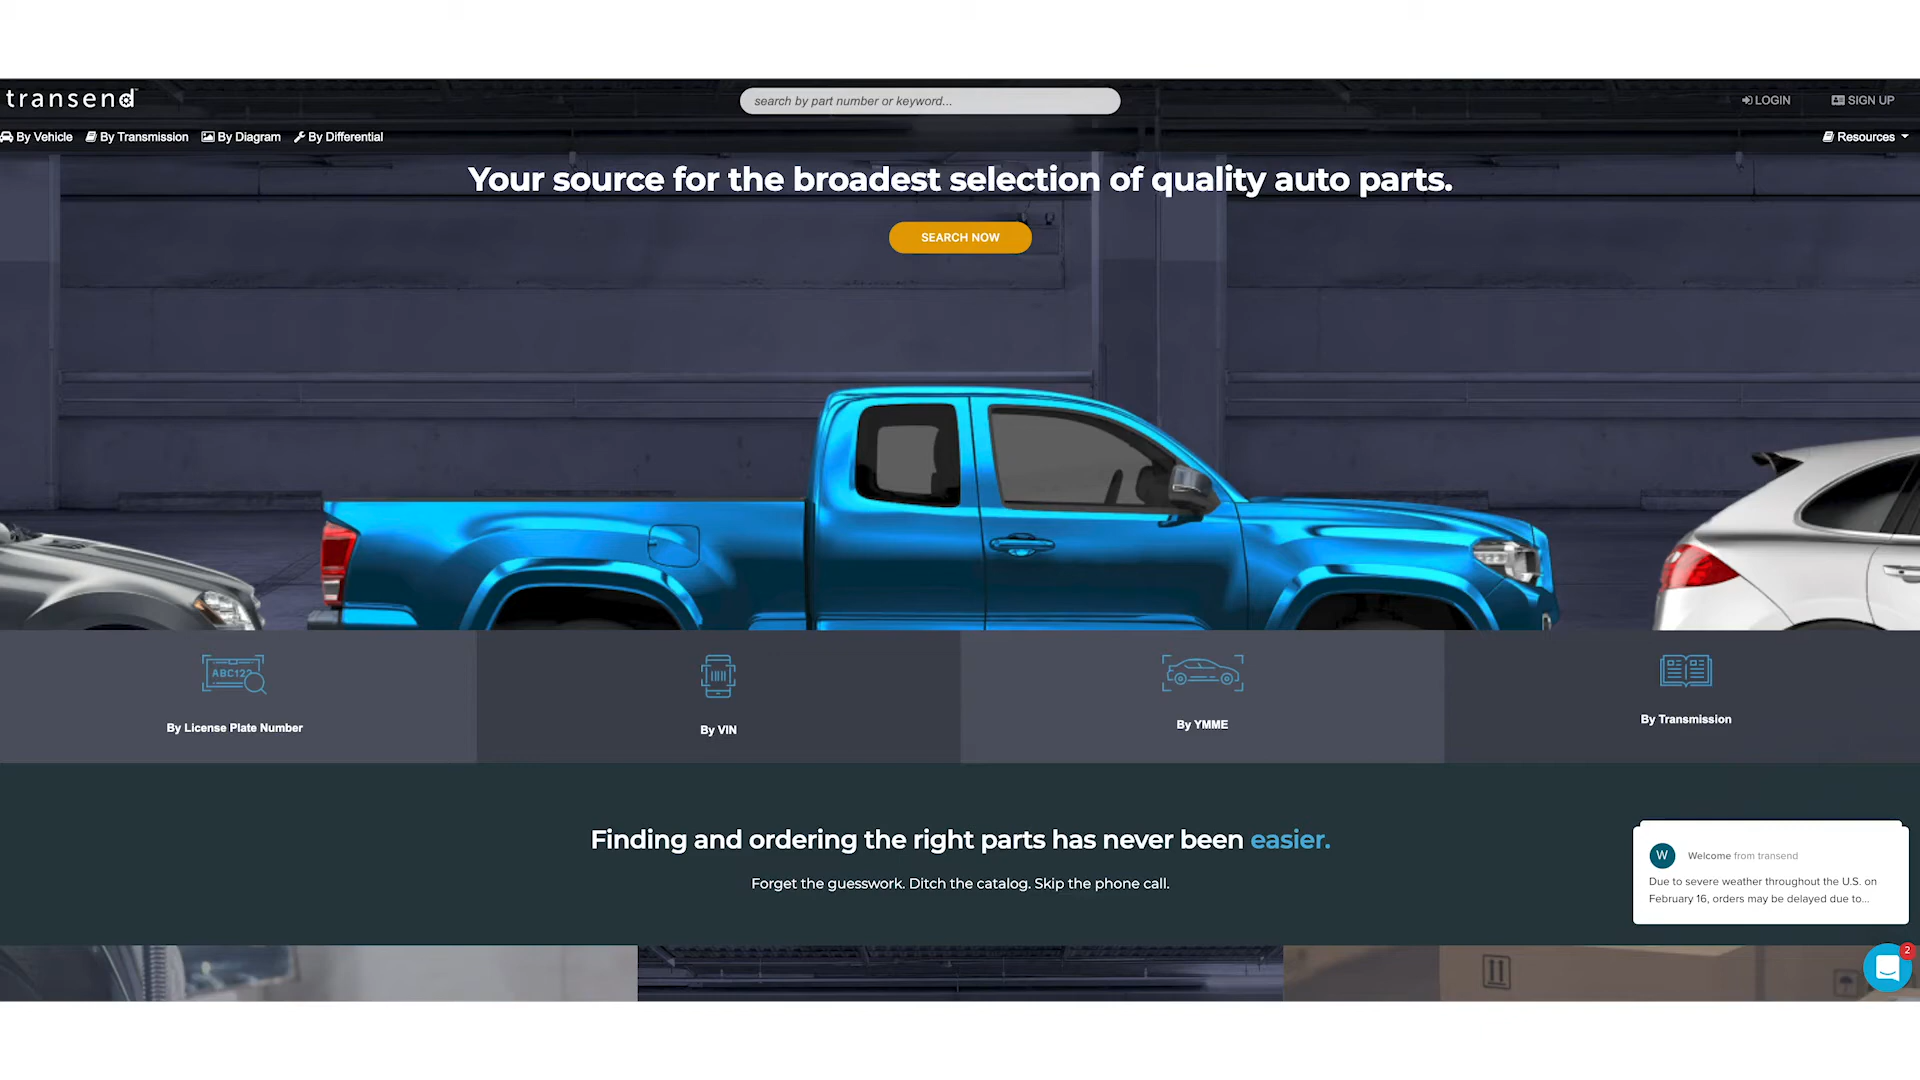 transend
search by part number or keyword...
LOGIN
SIGN UP
By Vehicle
By Transmission
By Diagram
By Differential
Resources
Your source for the broadest selection of quality auto parts.
SEARCH NOW
ABC123
By License Plate Number
By VIN
By YMME
By Transmission
Finding and ordering the right parts has never been easier.
Forget the guesswork. Ditch the catalog. Skip the phone call.
W
Welcome from transend
Due to severe weather throughout the U.S. on
February 16, orders may be delayed due to...
2